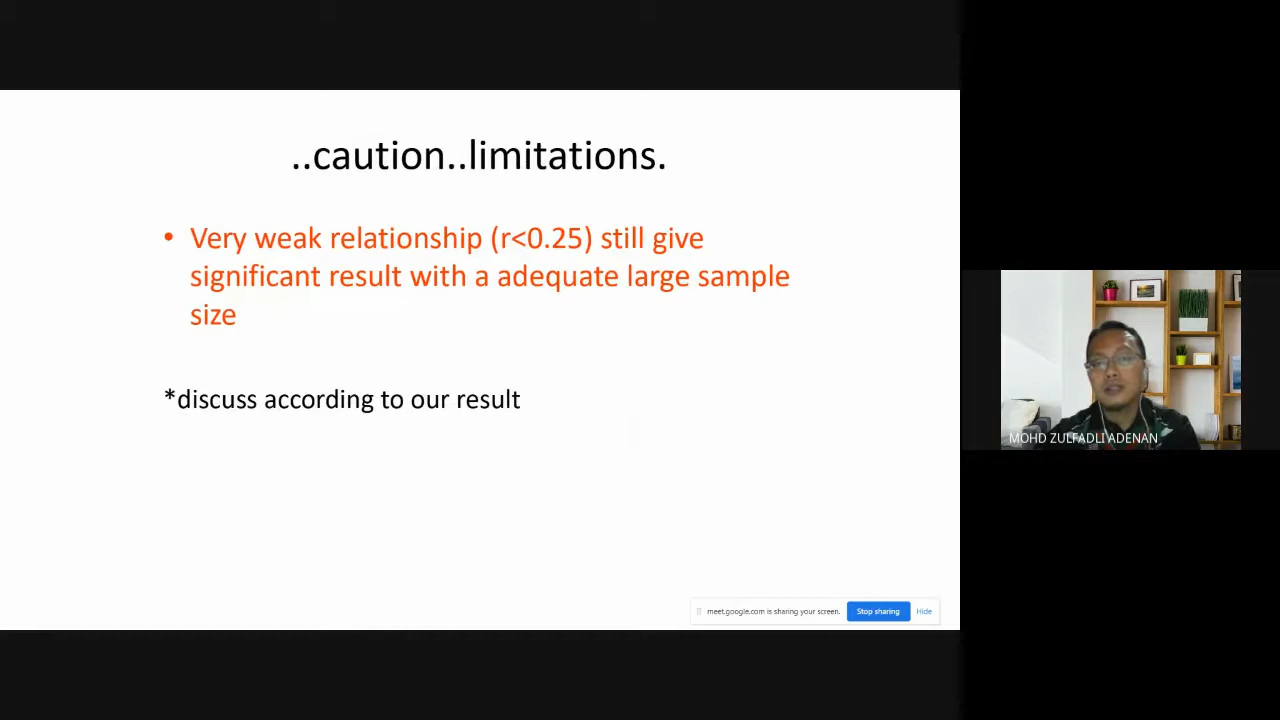 ..caution..limitations.
• Very weak relationship (r<0.25) still give
significant result with a adequate large sample
size
*discuss according to our result
MOHD ZULFADLI ADENAN
meet.google.com is sharing your screen. Stop sharing Hide